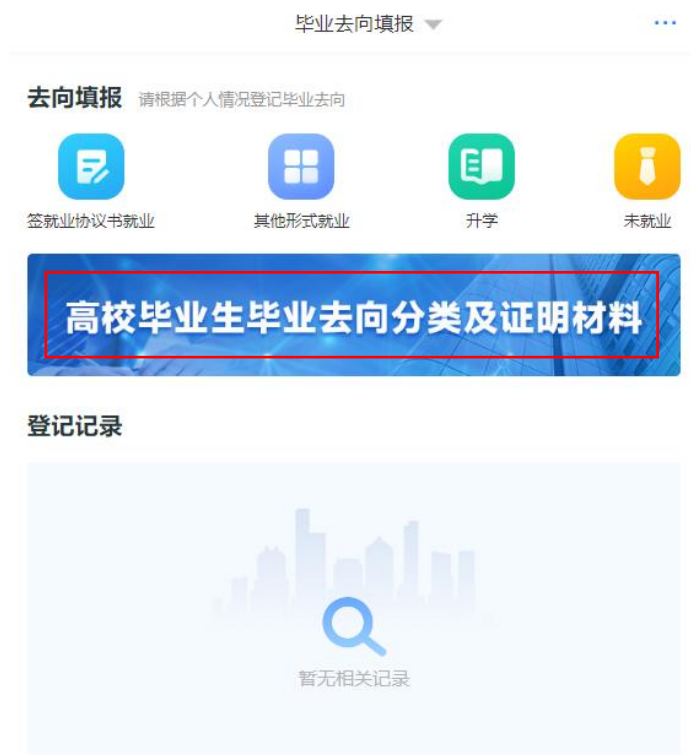 毕业去向填报
去向填报 请根据个人情况登记毕业去向
签就业协议书就业 其他形式就业 升学 未就业
高校毕业生毕业去向分类及证明材料
登记记录
暂无相关记录